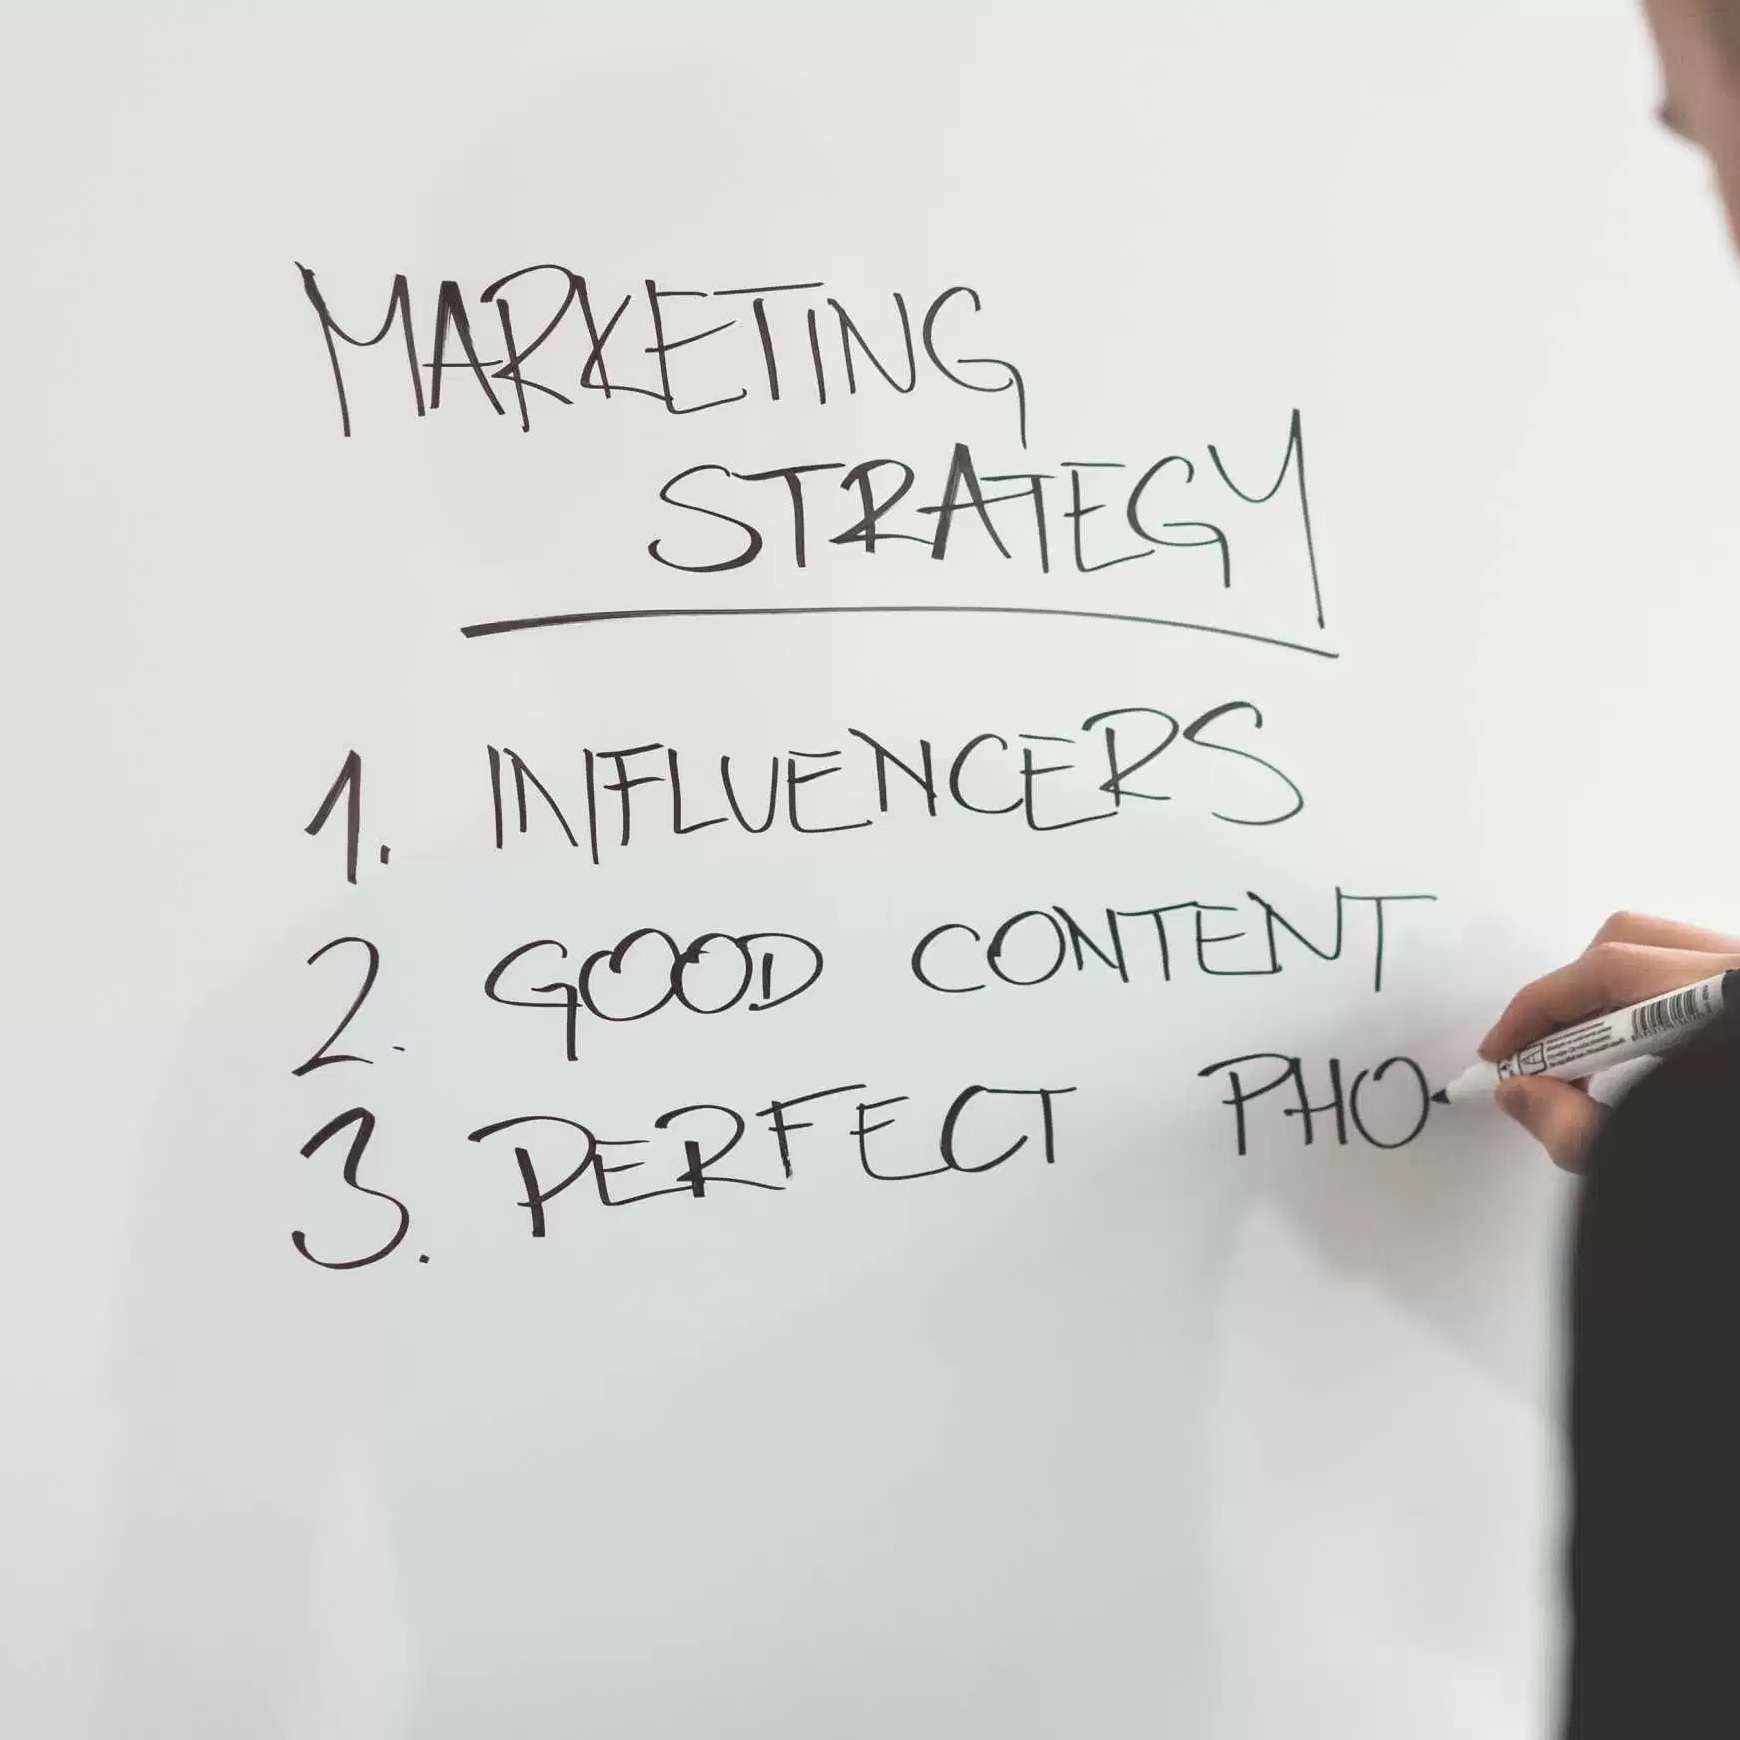 MARKETING
STRATEGY
1. INFLUENCERS
2. GOOD CONTENT
3. PERFECT PHO